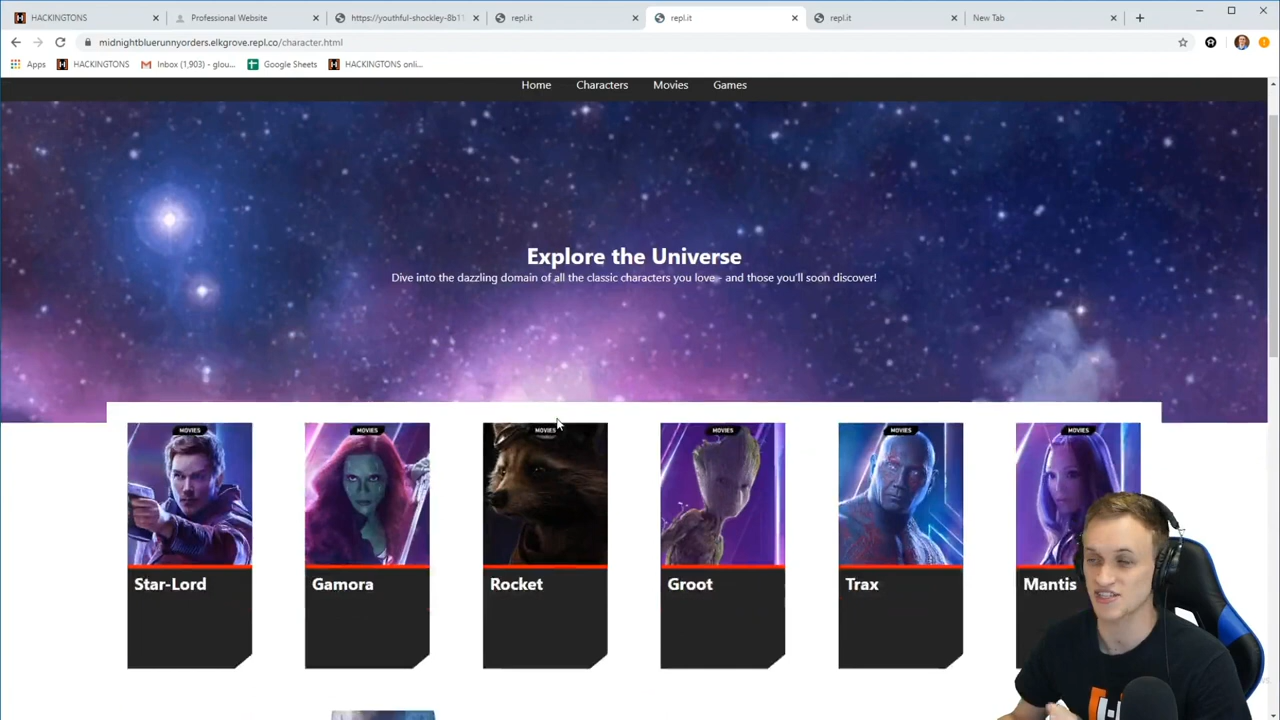 HACKINGTONS
Professional Website
https://youthful-shockley-8b11
repl.it
repl.it
repl.it
New Tab
midnightbluerunnyorders.elkgrove.repl.co/character.html
Apps
HACKINGTONS
Inbox (1,903) - glou...
Google Sheets
HACKINGTONS onli...
Home
Characters
Movies
Games
Explore the Universe
Dive into the dazzling domain of all the classic characters you love - and those you'll soon discover!
MOVIES
MOVIES
MOVIES
MOVIES
MOVIES
MOVIES
Star-Lord
Gamora
Rocket
Groot
Trax
Mantis